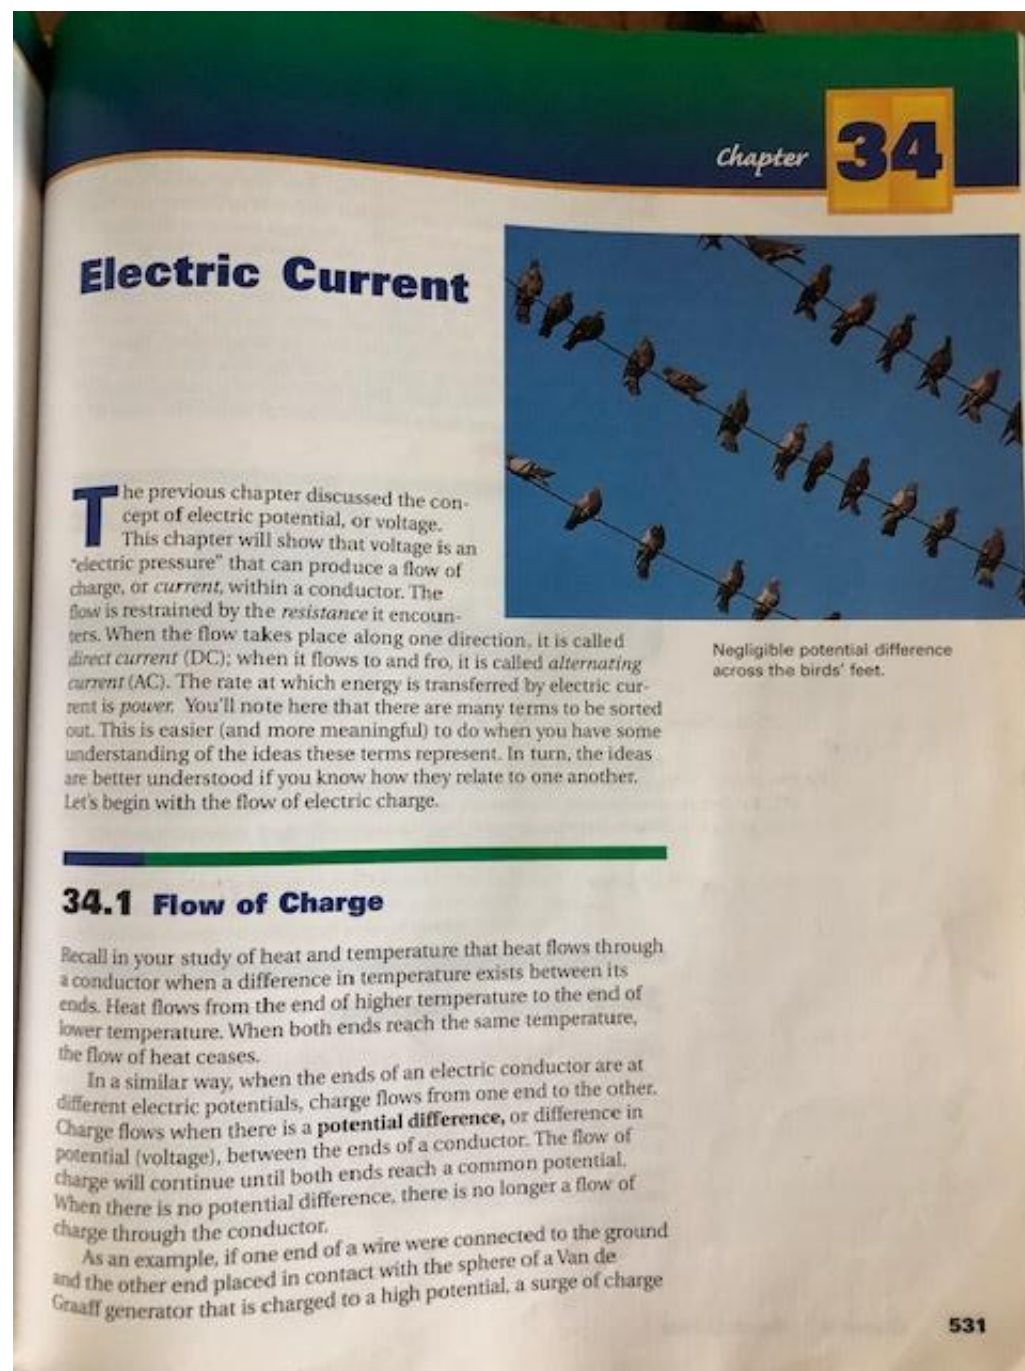 Chapter 34
Electric Current
The previous chapter discussed the con-
cept of electric potential, or voltage.
This chapter will show that voltage is an
"electric pressure" that can produce a flow of
charge, or current, within a conductor. The
flow is restrained by the resistance it encoun-
ters. When the flow takes place along one direction, it is called
direct current (DC); when it flows to and fro, it is called alternating
current (AC). The rate at which energy is transferred by electric cur-
rent is power. You'll note here that there are many terms to be sorted
out. This is easier (and more meaningful) to do when you have some
understanding of the ideas these terms represent. In turn, the ideas
are better understood if you know how they relate to one another.
Let's begin with the flow of electric charge.
Negligible potential difference
across the birds' feet.
34.1 Flow of Charge
Recall in your study of heat and temperature that heat flows through
a conductor when a difference in temperature exists between its
ends. Heat flows from the end of higher temperature to the end of
lower temperature. When both ends reach the same temperature,
the flow of heat ceases.
In a similar way, when the ends of an electric conductor are at
different electric potentials, charge flows from one end to the other.
Charge flows when there is a potential difference, or difference in
potential (voltage), between the ends of a conductor. The flow of
charge will continue until both ends reach a common potential.
When there is no potential difference, there is no longer a flow of
charge through the conductor.
As an example, if one end of a wire were connected to the ground
and the other end placed in contact with the sphere of a Van de
Graaff generator that is charged to a high potential, a surge of charge
531